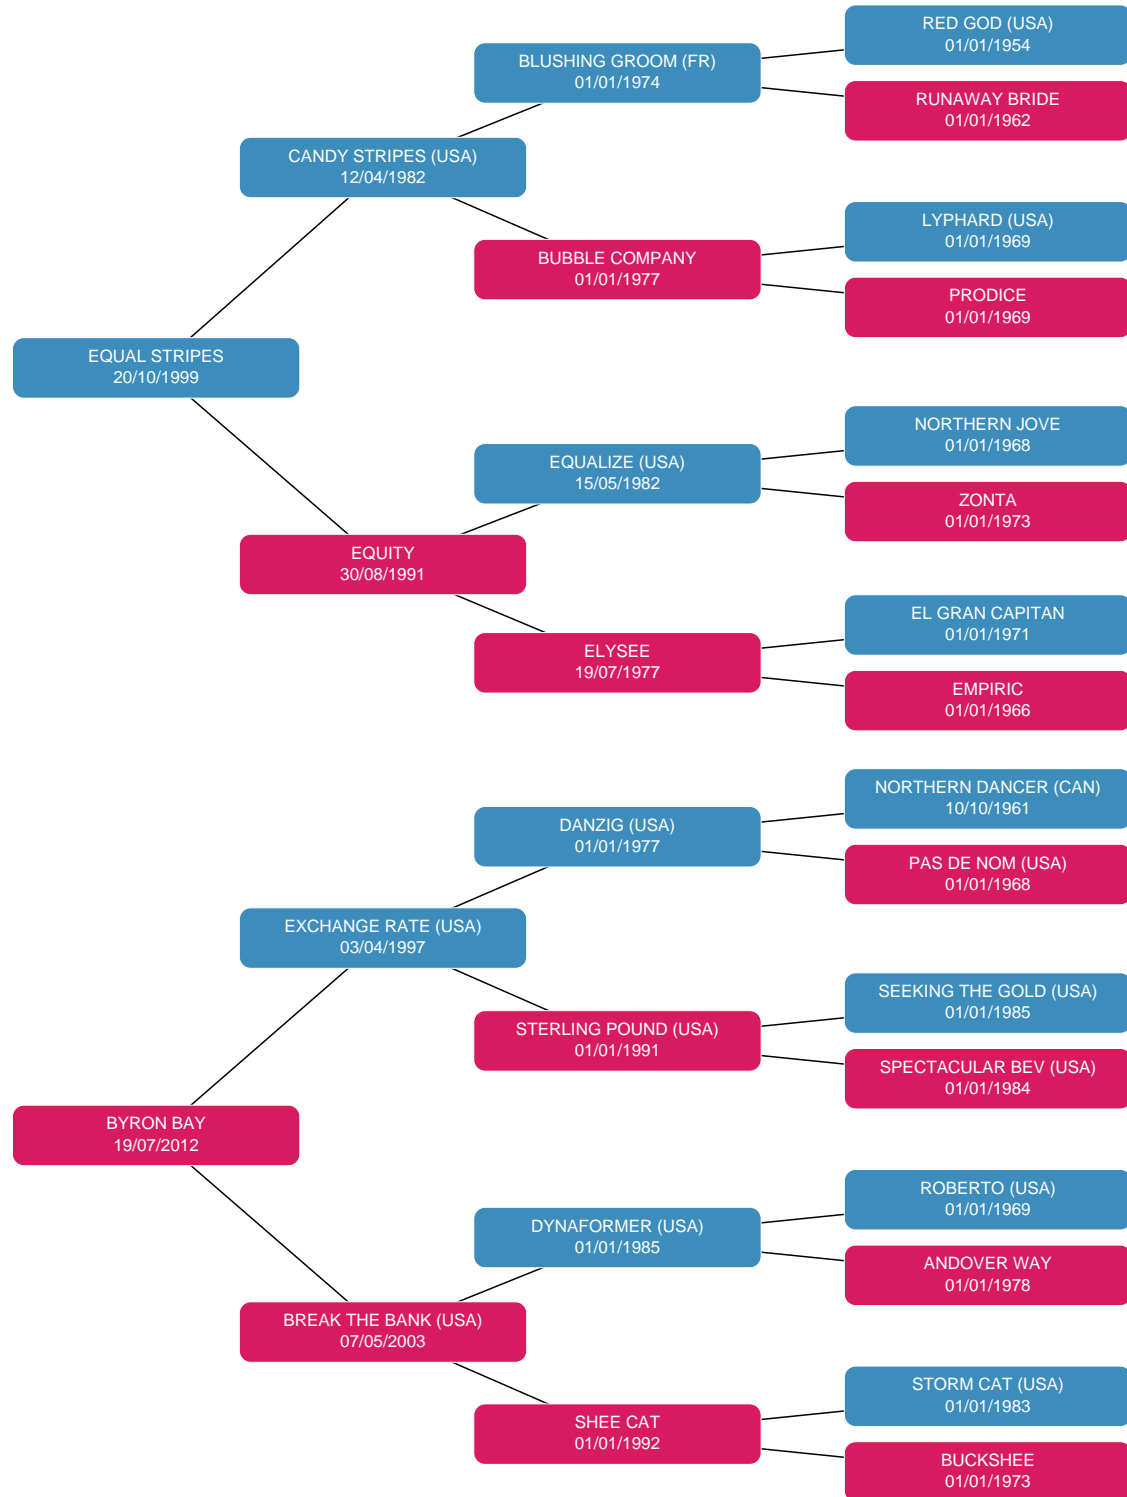 RED GOD (USA)
01/01/1954
BLUSHING GROOM (FR)
01/01/1974
RUNAWAY BRIDE
01/01/1962
CANDY STRIPES (USA)
12/04/1982
LYPHARD (USA)
01/01/1969
BUBBLE COMPANY
01/01/1977
PRODICE
01/01/1969
EQUAL STRIPES
20/10/1999
NORTHERN JOVE
01/01/1968
EQUALIZE (USA)
15/05/1982
ZONTA
01/01/1973
EQUITY
30/08/1991
EL GRAN CAPITAN
01/01/1971
ELYSEE
19/07/1977
EMPIRIC
01/01/1966
NORTHERN DANCER (CAN)
10/10/1961
DANZIG (USA)
01/01/1977
PAS DE NOM (USA)
01/01/1968
EXCHANGE RATE (USA)
03/04/1997
SEEKING THE GOLD (USA)
01/01/1985
STERLING POUND (USA)
01/01/1991
SPECTACULAR BEV (USA)
01/01/1984
BYRON BAY
19/07/2012
ROBERTO (USA)
01/01/1969
DYNAFORMER (USA)
01/01/1985
ANDOVER WAY
01/01/1978
BREAK THE BANK (USA)
07/05/2003
STORM CAT (USA)
01/01/1983
SHEE CAT
01/01/1992
BUCKSHEE
01/01/1973